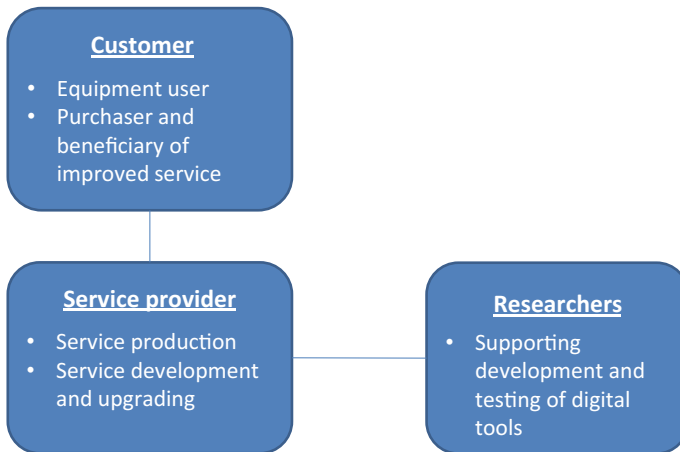 Customer
• Equipment user
• Purchaser and
beneficiary of
improved service
Service provider
• Service production
• Service development
and upgrading
Researchers
• Supporting
development and
testing of digital
tools